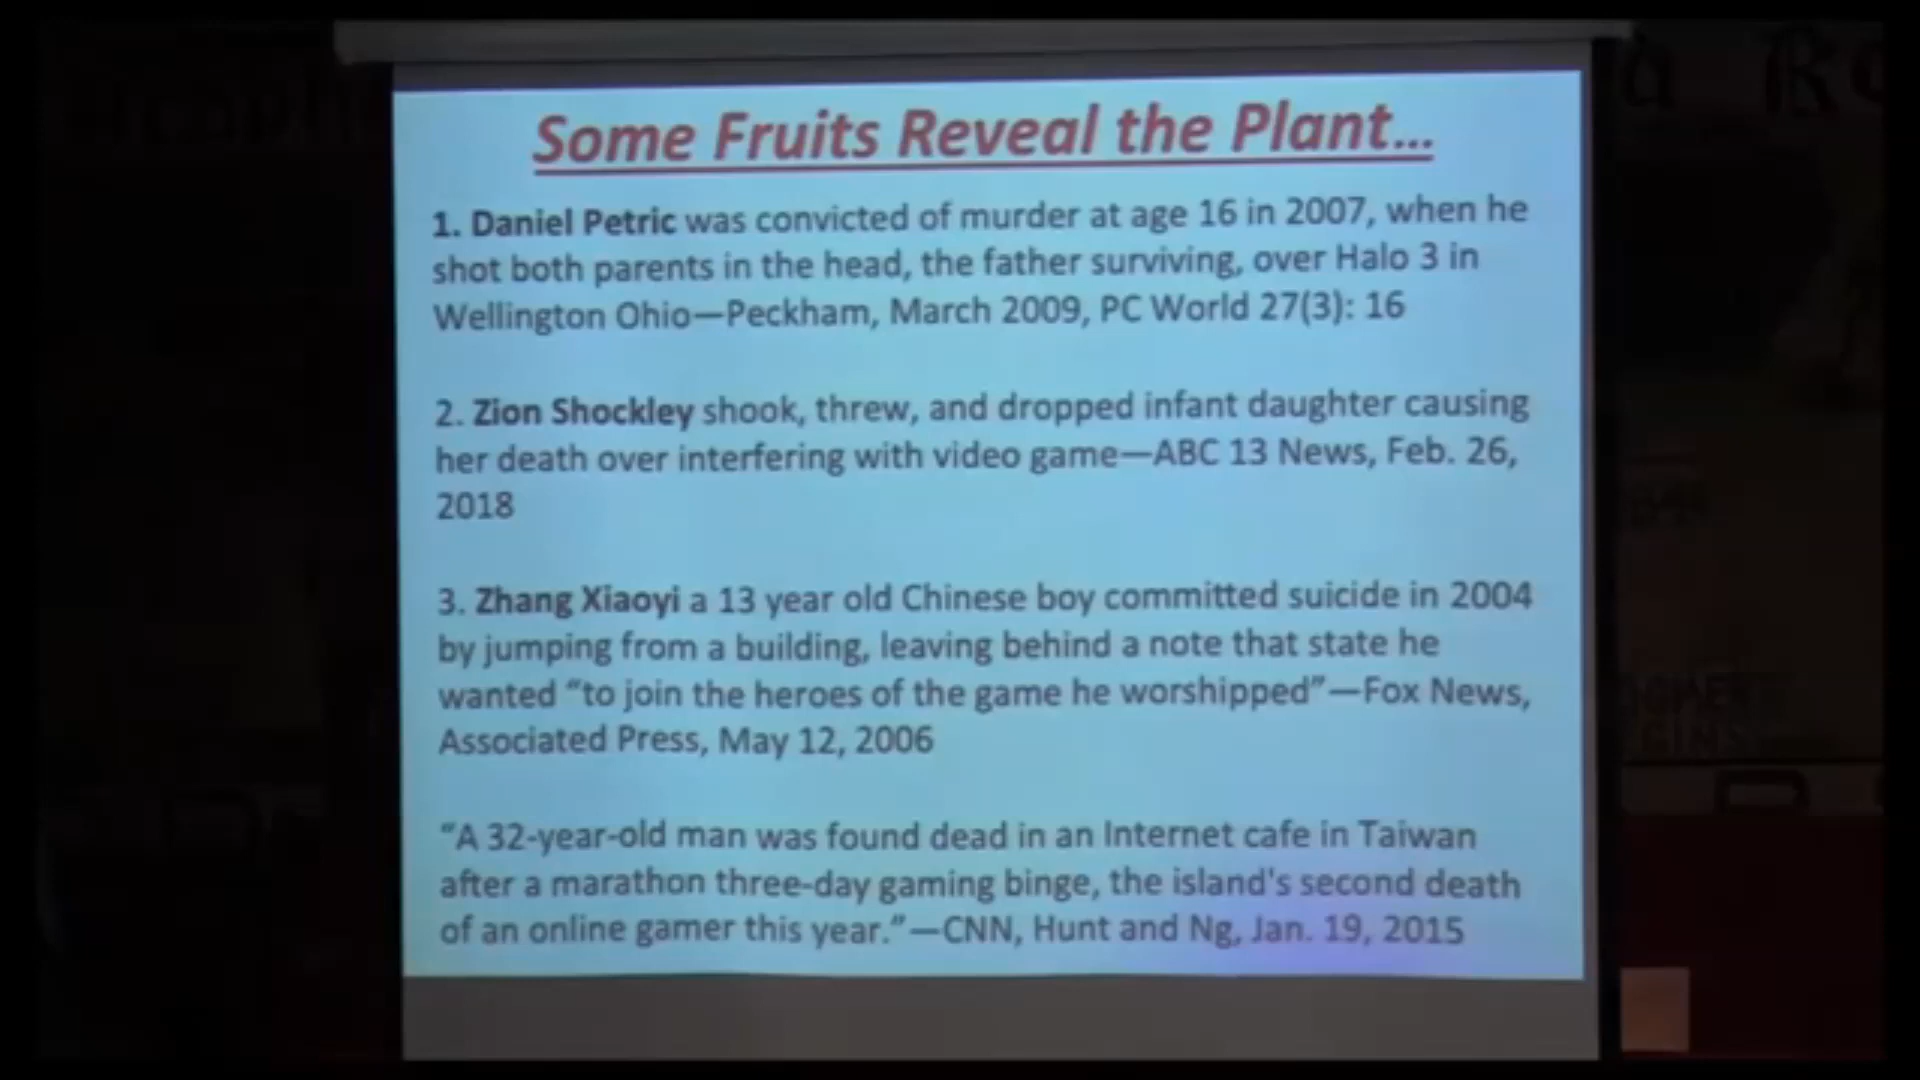 Some Fruits Reveal the Plant...
1. Daniel Petric was convicted of murder at age 16 in 2007, when he
shot both parents in the head, the father surviving, over Halo 3 in
Wellington Ohio—Peckham, March 2009, PC World 27(3): 16
2. Zion Shockley shook, threw, and dropped infant daughter causing
her death over interfering with video game—ABC 13 News, Feb. 26,
2018
3. Zhang Xiaoyi a 13 year old Chinese boy committed suicide in 2004
by jumping from a building, leaving behind a note that state he
wanted “to join the heroes of the game he worshipped”—Fox News,
Associated Press, May 12, 2006
“A 32-year-old man was found dead in an Internet cafe in Taiwan
after a marathon three-day gaming binge, the island's second death
of an online gamer this year.”—CNN, Hunt and Ng, Jan. 19, 2015